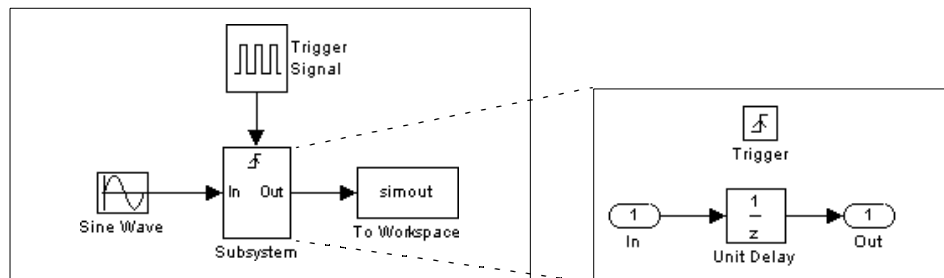 Trigger
Signal
In Out
simout
Sine Wave
Subsystem
To Workspace
Trigger
1
1
z
1
In
Unit Delay
Out